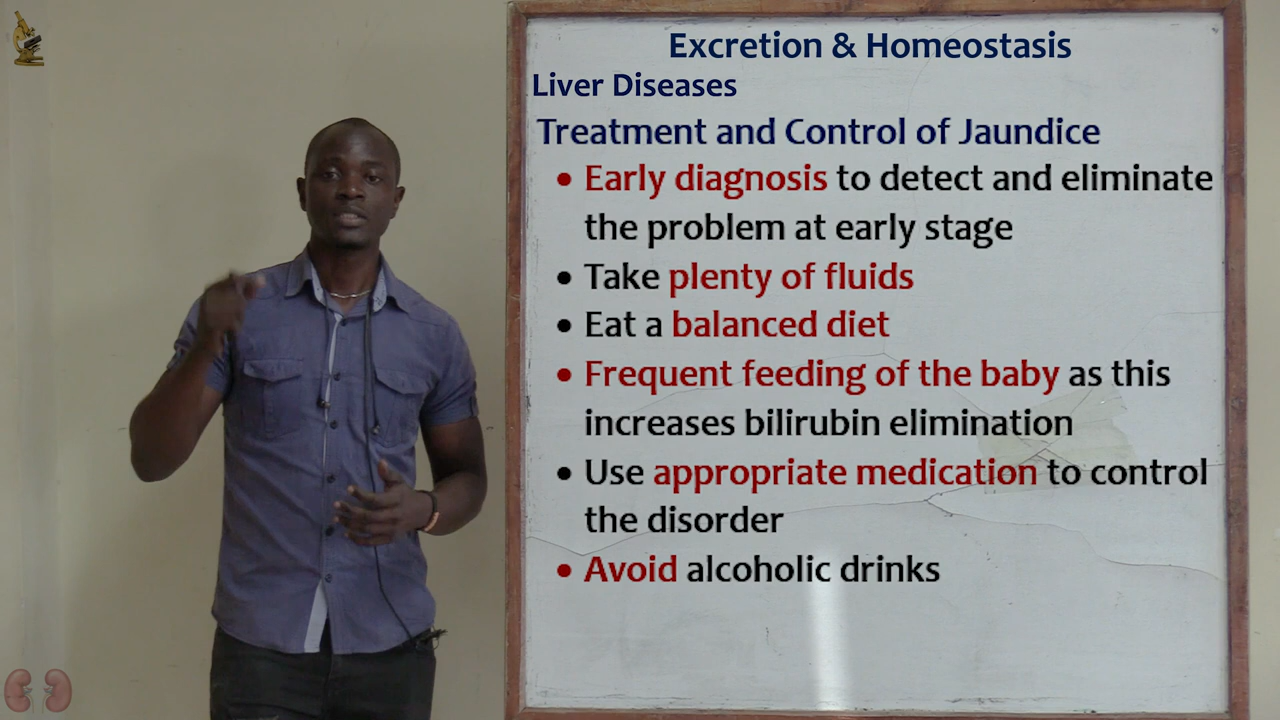 Excretion & Homeostasis
Liver Diseases
Treatment and Control of Jaundice
• Early diagnosis to detect and eliminate
the problem at early stage
• Take plenty of fluids
• Eat a balanced diet
• Frequent feeding of the baby as this
increases bilirubin elimination
• Use appropriate medication to control
the disorder
• Avoid alcoholic drinks